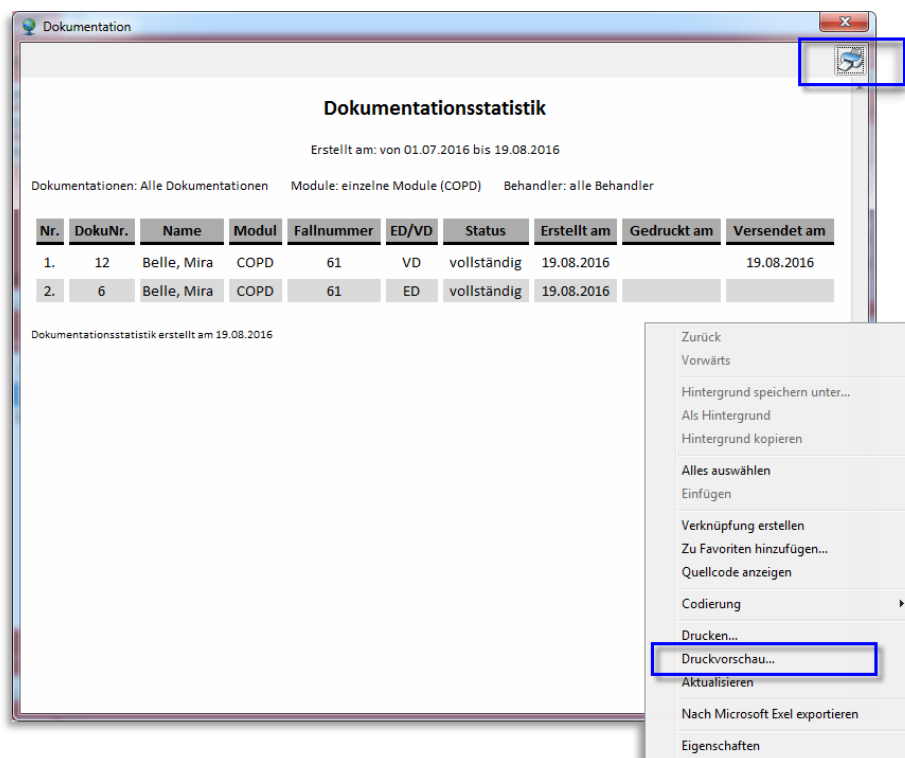 Dokumentation
Dokumentationsstatistik
Erstellt am: von 01.07.2016 bis 19.08.2016
Dokumentationen: Alle Dokumentationen Module: einzelne Module (COPD) Behandler: alle Behandler
Nr. DokuNr. Name Modul Fallnummer ED/VD Status Erstellt am Gedruckt am Versendet am
1. 12 Belle, Mira COPD 61 VD vollständig 19.08.2016 19.08.2016
2. 6 Belle, Mira COPD 61 ED vollständig 19.08.2016
Dokumentationsstatistik erstellt am 19.08.2016
Zurück
Vorwärts
Hintergrund speichern unter...
Als Hintergrund
Hintergrund kopieren
Alles auswählen
Einfügen
Verknüpfung erstellen
Zu Favoriten hinzufügen...
Quellcode anzeigen
Codierung
Drucken...
Druckvorschau...
Aktualisieren
Nach Microsoft Exel exportieren
Eigenschaften